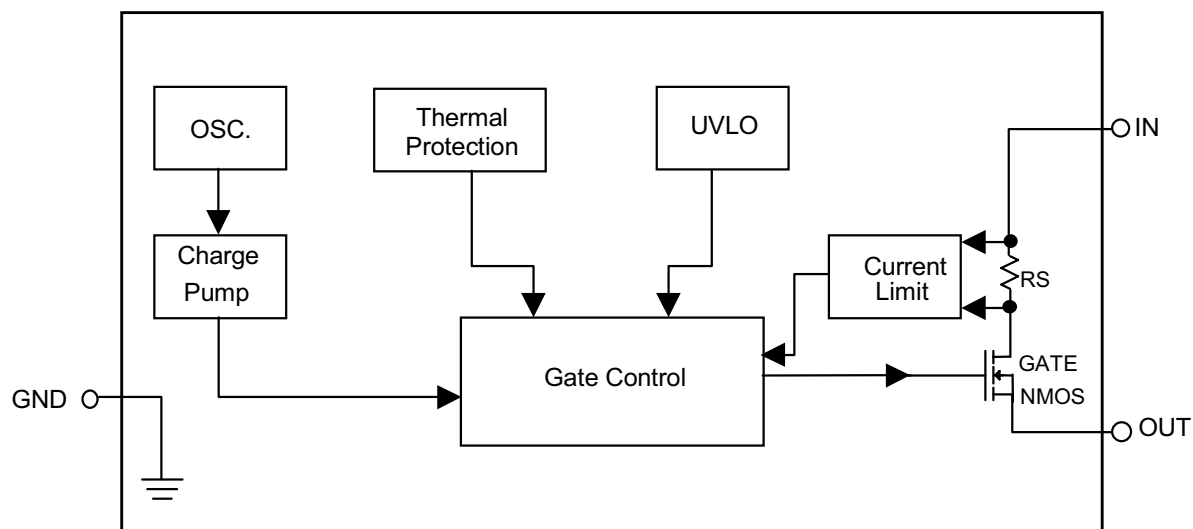 OSC.
Thermal
Protection
UVLO
IN
Charge
Pump
Current
Limit
RS
Gate Control
GATE
NMOS
GND
OUT